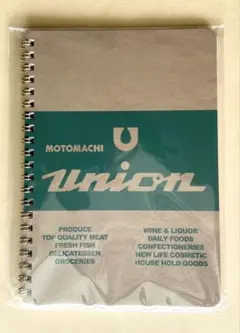 MOTOMACHI
Union
PRODUCE
TOP QUALITY MEAT
FRESH FISH
DELICATESSEN
GROCERIES
WINE & LIQUOR
DAILY FOODS
CONFECTIONERIES
NEW LIFE COSMETIC
HOUSE HOLD GOODS